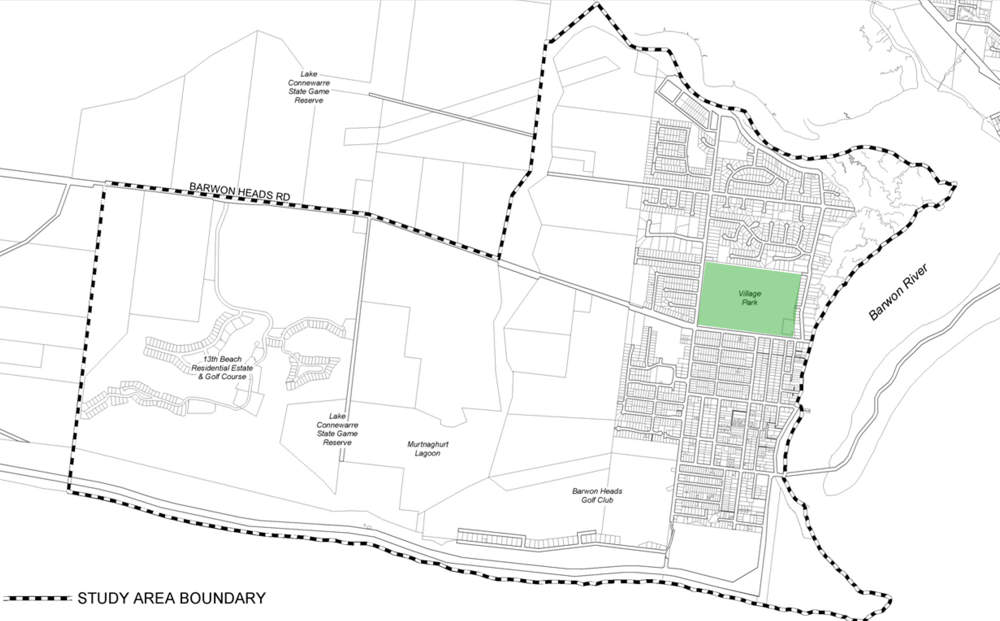 Lake
Connewarre
State Game
Reserve
BARWON HEADS RD
Village
Park
Barwon River
13th Beach
Residential Estate
& Golf Course
Lake
Connewarre
State Game
Reserve
Murtnaghurt
Lagoon
Barwon Heads
Golf Club
STUDY AREA BOUNDARY